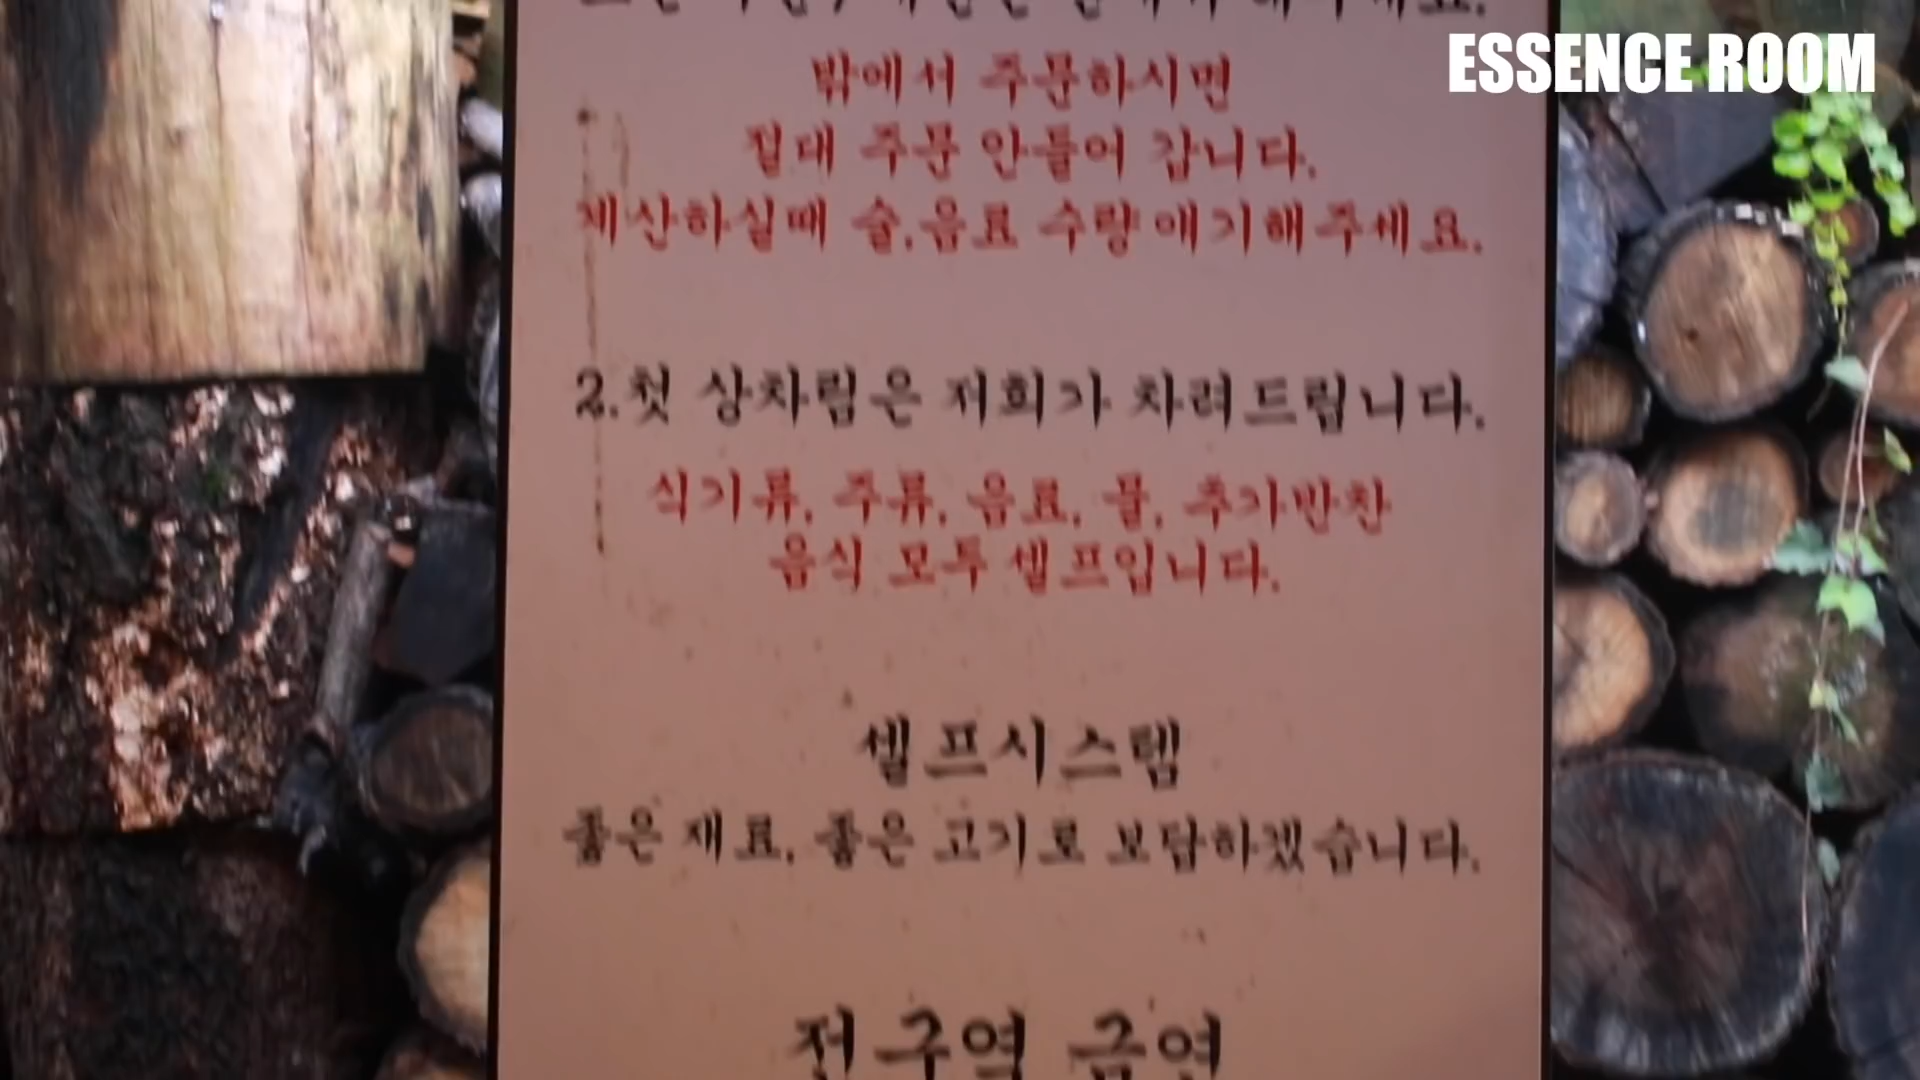 ESSENCE ROOM
밖에서 주문하시면
절대 주문 안들어 갑니다.
계산하실때 술,음료 수량 얘기해주세요.
2.첫 상차림은 저희가 차려드립니다.
식기류, 주류, 음료, 물, 추가반찬
음식 모두 셀프입니다.
셀프시스템
좋은 재료, 좋은 고기로 보답하겠습니다.
전구역 금연